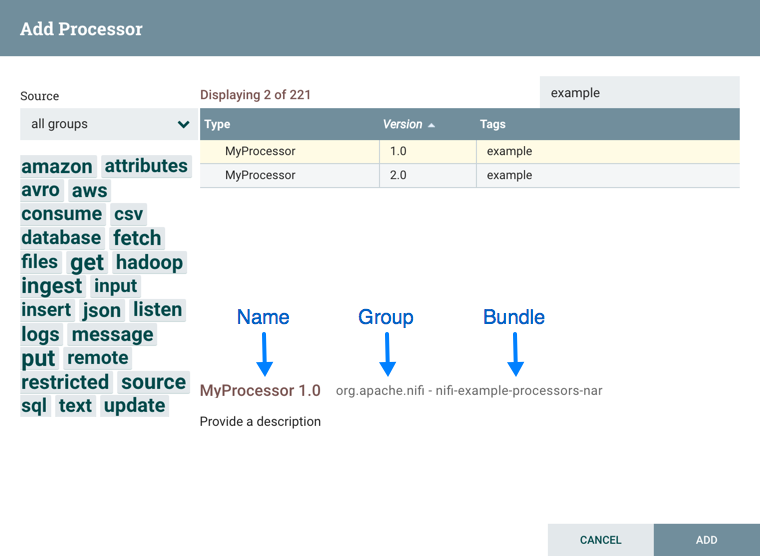 Add Processor
Source
Displaying 2 of 221
example
all groups
Type Version Tags
MyProcessor 1.0 example
MyProcessor 2.0 example
amazon attributes
avro aws
consume csv
database fetch
files get hadoop
ingest input
insert json listen
logs message
put remote
restricted source
sql text update
Name Group Bundle
MyProcessor 1.0 org.apache.nifi - nifi-example-processors-nar
Provide a description
CANCEL ADD